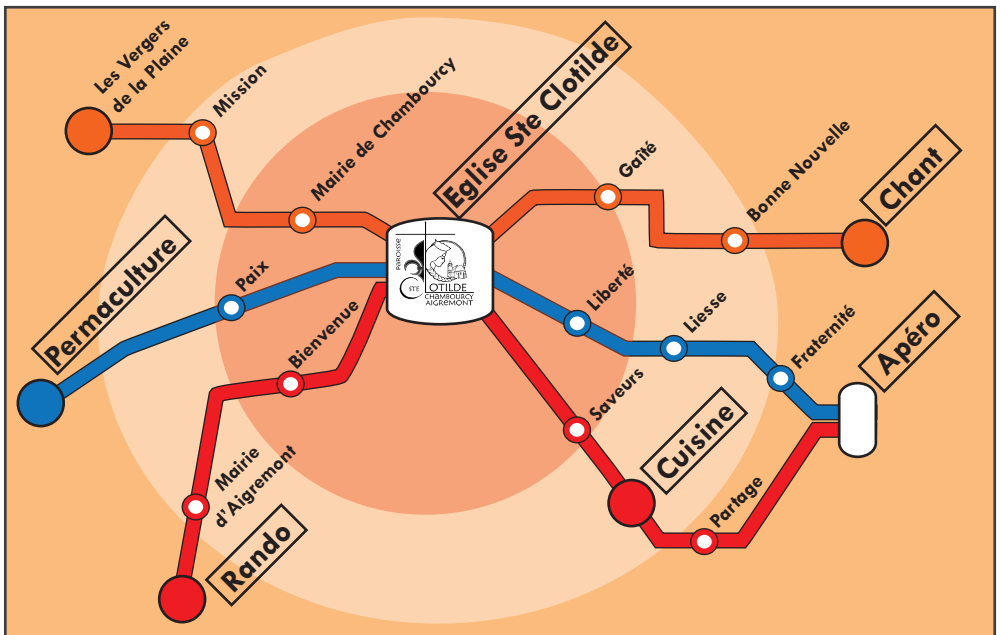 Les Vergers
de la Plaine
Mission
Mairie de Chambourcy
Eglise Ste Clotilde
Gaîté
Bonne Nouvelle
Chant
Permaculture
Paix
Bienvenue
PAROISSE
STE
OTILDE
CHAMBOURCY
AIGREMONT
Liberté
Liesse
Fraternité
Apéro
Saveurs
Cuisine
Partage
Mairie
d'Aigremont
Rando